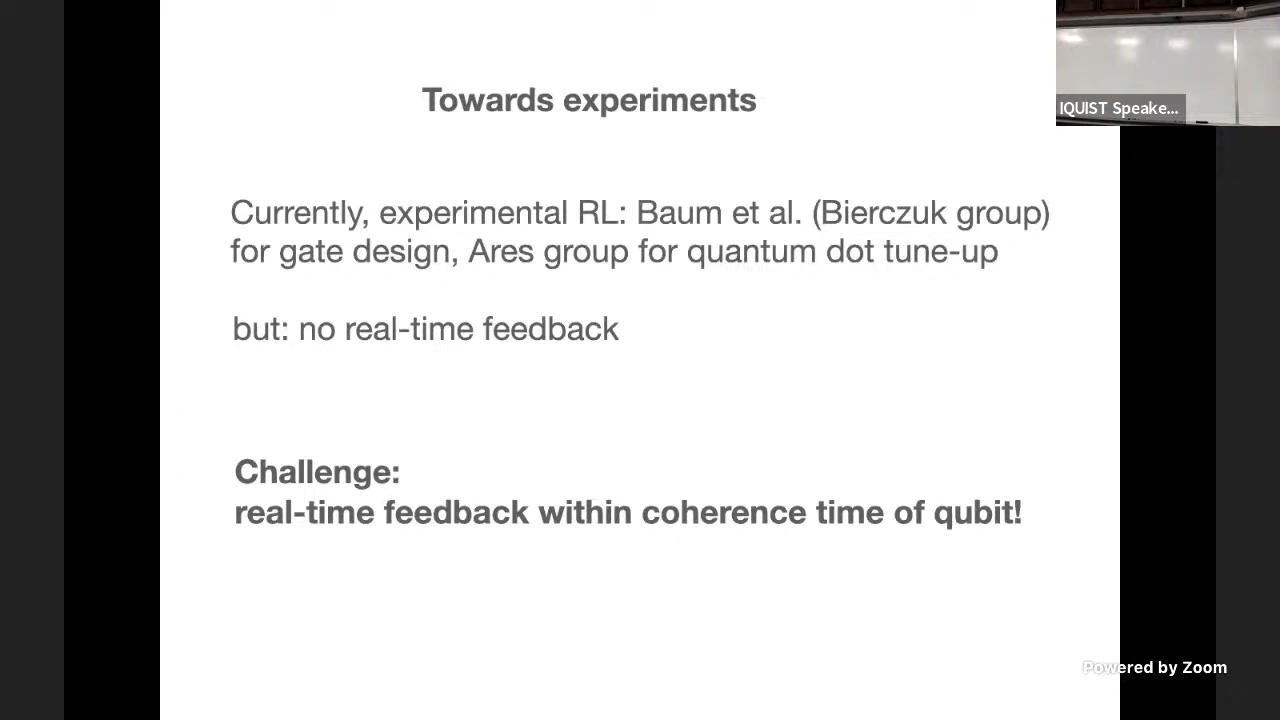 Towards experiments
IQUIST Speake...
Currently, experimental RL: Baum et al. (Bierczuk group)
for gate design, Ares group for quantum dot tune-up
but: no real-time feedback
Challenge:
real-time feedback within coherence time of qubit!
Powered by Zoom